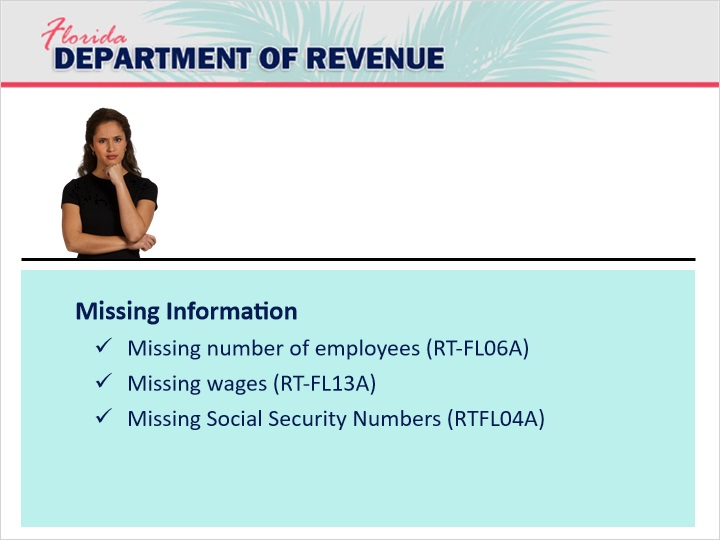 Florida
DEPARTMENT OF REVENUE
Missing Information
✓ Missing number of employees (RT-FL06A)
✓ Missing wages (RT-FL13A)
✓ Missing Social Security Numbers (RTFL04A)